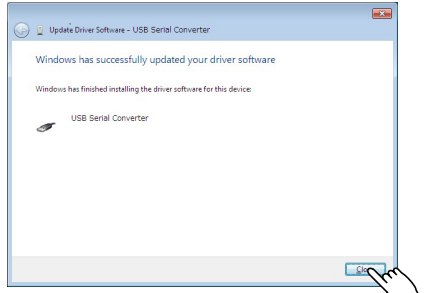 Update Driver Software - USB Serial Converter
Windows has successfully updated your driver software
Windows has finished installing the driver software for this device:
USB Serial Converter